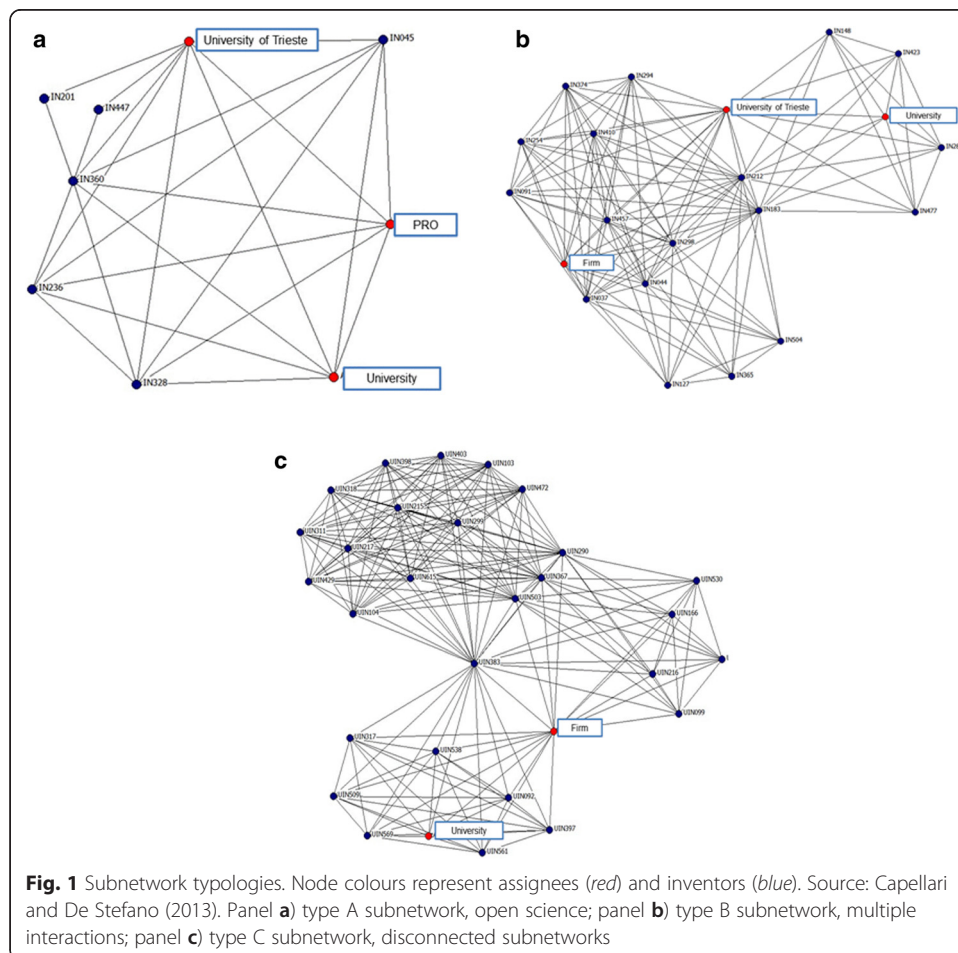 a
University of Trieste
IN045
IN201
IN447
IN360
PRO
IN236
University
IN328
b
IN148
IN423
IN294
IN374
University of Trieste
University
IN410
IN254
IN212
IN091
IN183
IN477
IN457
IN298
Firm
IN044
IN037
IN504
IN365
IN127
c
UIN403
UIN398
UIN103
UIN318
UIN472
UIN215
UIN299
UIN311
UIN217
UIN290
UIN429
UIN615
UIN367
UIN530
UIN503
UIN104
UIN166
UIN383
UIN216
UIN099
Firm
UIN317
UIN538
UIN509
UIN092
UIN569
University
UIN397
UIN561
Fig. 1 Subnetwork typologies. Node colours represent assignees (red) and inventors (blue). Source: Capellari
and De Stefano (2013). Panel a) type A subnetwork, open science; panel b) type B subnetwork, multiple
interactions; panel c) type C subnetwork, disconnected subnetworks